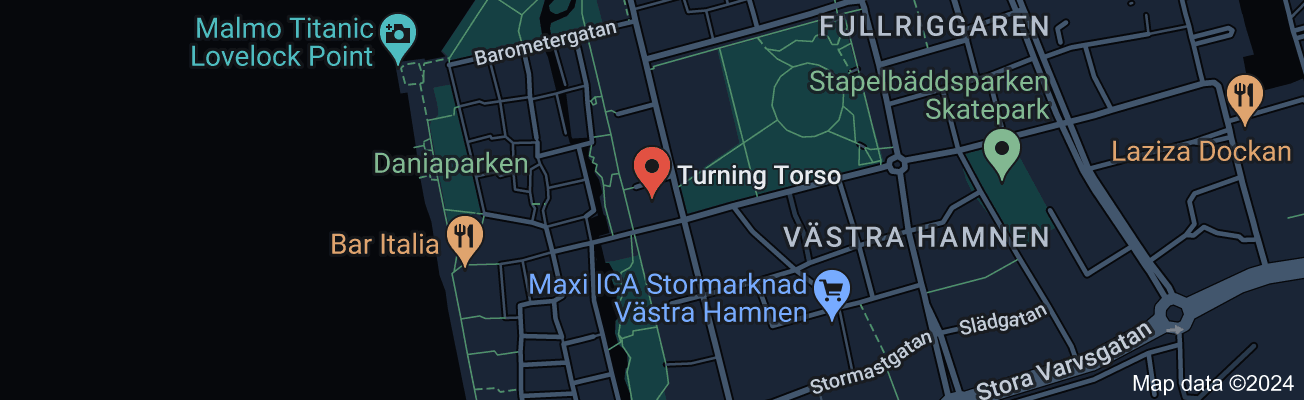 Malmo Titanic
Lovelock Point
Barometergatan
FULLRIGGAREN
Stapelbäddsparken
Skatepark
Laziza Dockan
Daniaparken
Turning Torso
Bar Italia
VÄSTRA HAMNEN
Maxi ICA Stormarknad
Västra Hamnen
Slädgatan
Stormastgatan
Stora Varvsgatan
Map data ©2024